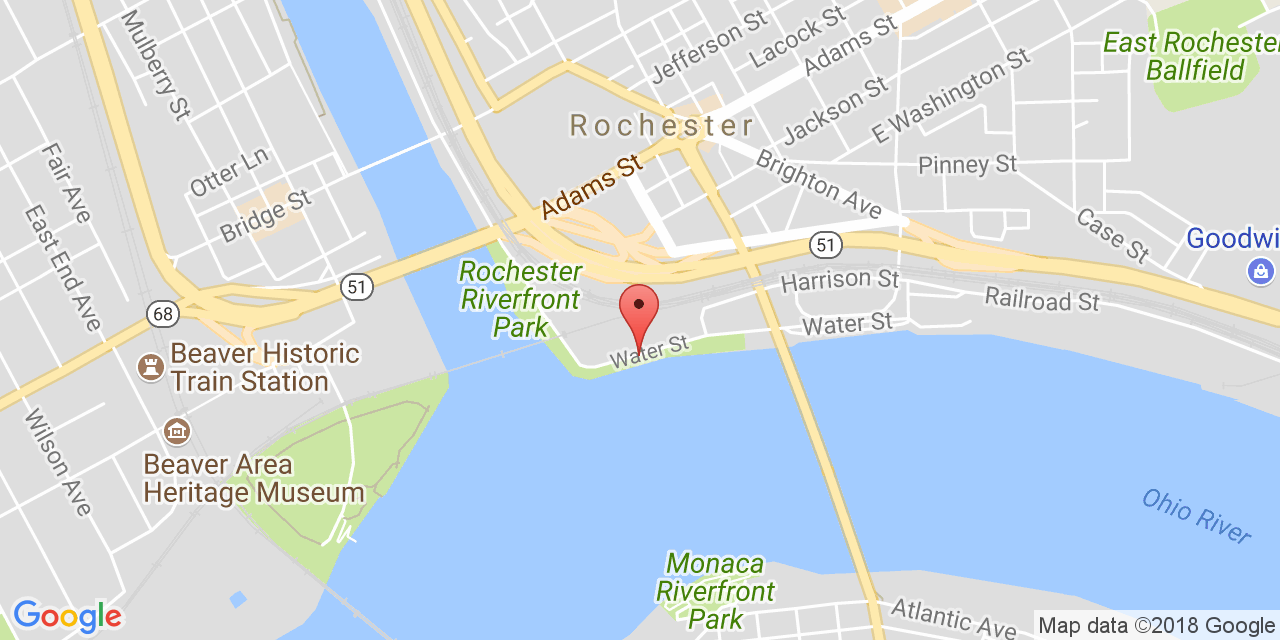 Mulberry St
Jefferson St
Lacock St
Adams St
East Rochester
Ballfield
Jackson St
E Washington St
Rochester
Fair Ave
Otter Ln
Adams St
Brighton Ave
Pinney St
East End Ave
Bridge St
Case St
Goodwi
51
Rochester
Riverfront
Park
51
Harrison St
Railroad St
68
Water St
Water St
Beaver Historic
Train Station
Wilson Ave
Beaver Area
Heritage Museum
Ohio River
Monaca
Riverfront
Park
Atlantic Ave
Google
Map data ©2018 Google